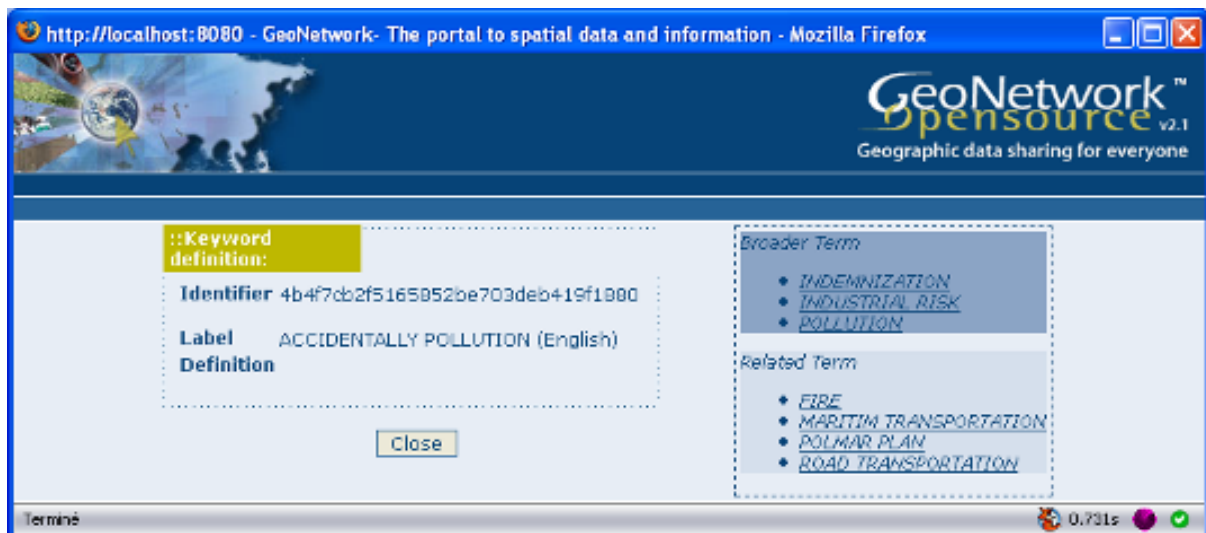 http://localhost:8080 - GeoNetwork- The portal to spatial data and information - Mozilla Firefox
GeoNetwork™
Opensource v2.1
Geographic data sharing for everyone
::Keyword
definition:
Identifier 4b4f7cb2f5165852be703deb419f1880
Label ACCIDENTALLY POLLUTION (English)
Definition
Close
Broader Term
INDEMNIZATION
INDUSTRIAL RISK
POLLUTION
Related Term
FIRE
MARITIM TRANSPORTATION
POLMAR PLAN
ROAD TRANSPORTATION
Terminé
0.731s